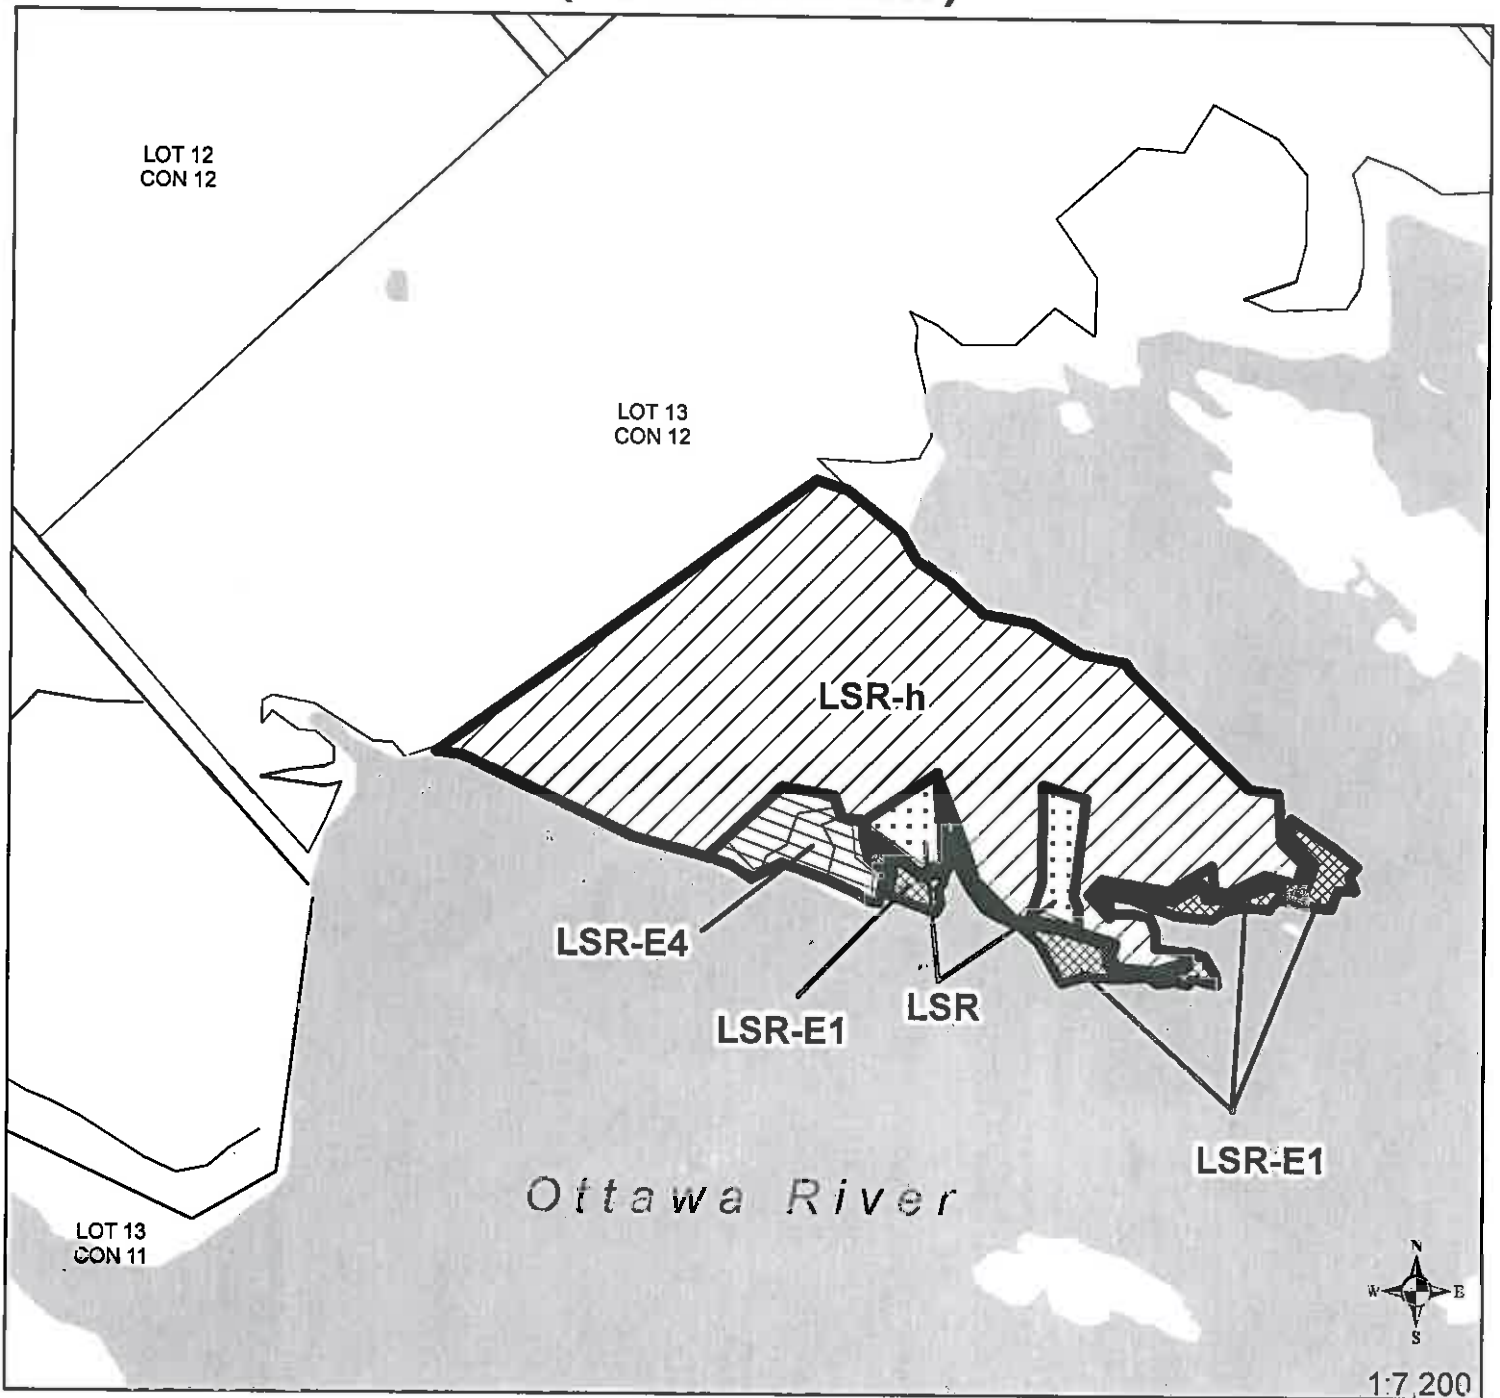 LOT 12
CON 12
LOT 13
CON 12
LSR-h
LSR-E4
LSR-E1
LSR
LSR-E1
Ottawa River
LOT 13
CON 11
N
W E
S
1:7,200